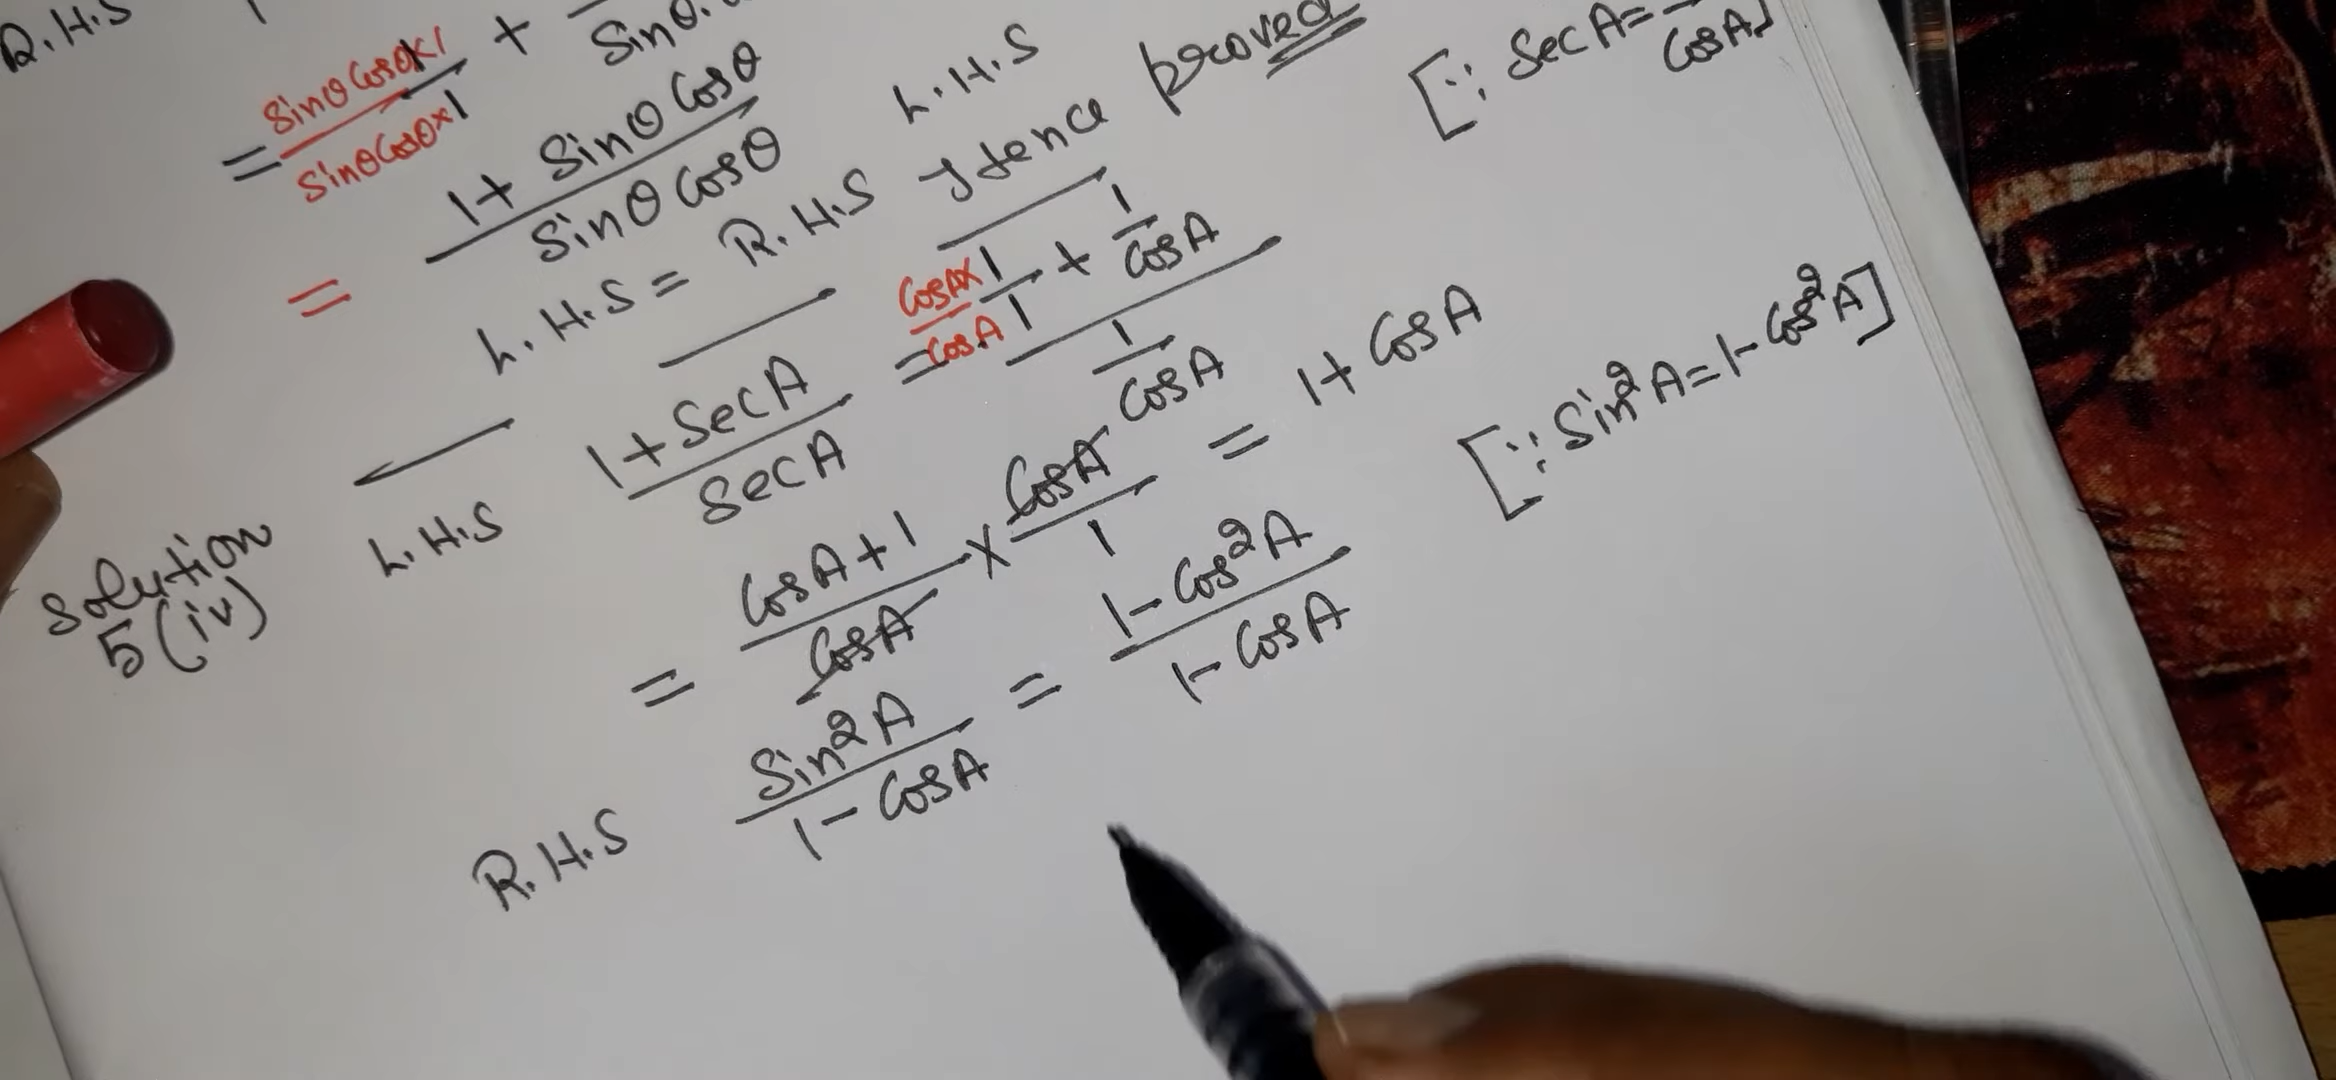 R.H.S
= sinθ cosθ×1 / sinθ cosθ×1 + / Sinθ.
= 1 + Sinθ Cosθ / Sinθ Cosθ L.H.S
L.H.S = R.H.S Hence proved
Solution 5(iv)
L.H.S 1 + SecA / SecA = CosA×1 / CosA 1 + 1 / CosA / 1 / CosA [∵ SecA = / CosA]
= CosA + 1 / CosA × CosA / 1 = 1 + CosA
R.H.S Sin²A / 1 - CosA = 1 - Cos²A / 1 - CosA [∵ Sin²A = 1 - Cos²A]